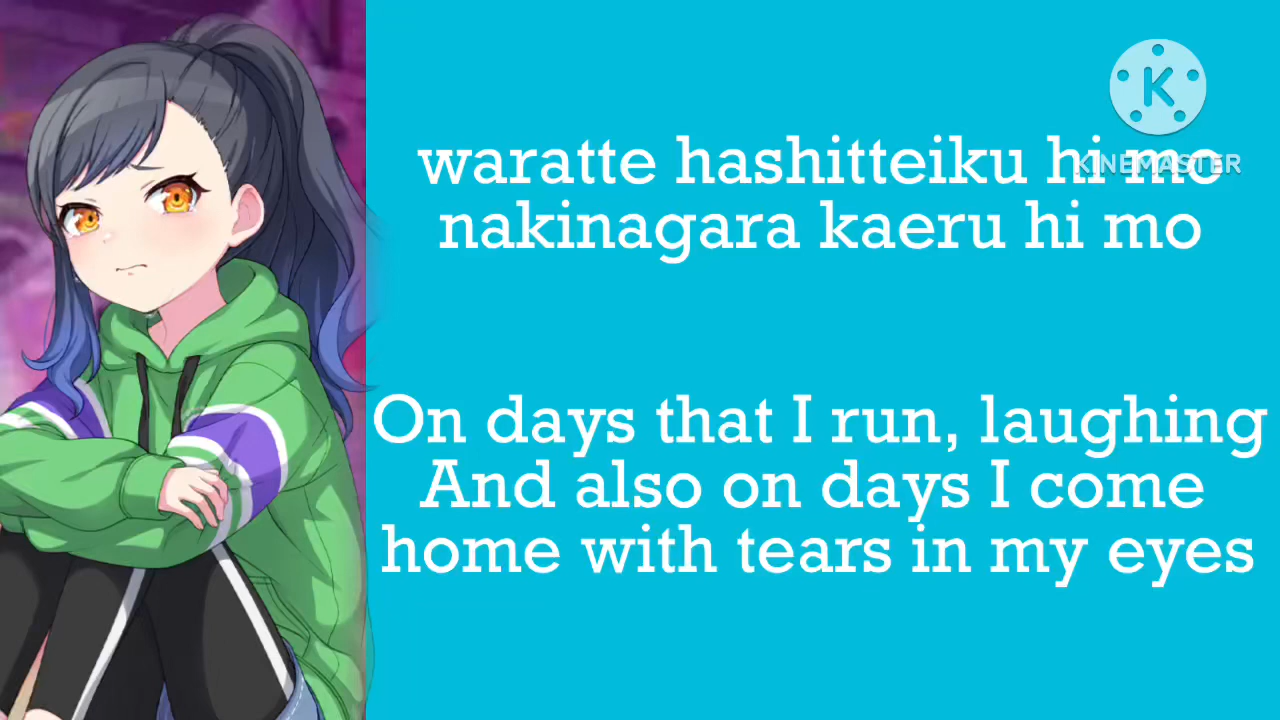 K
KINEMASTER
waratte hashitteiku hi mo
nakinagara kaeru hi mo
On days that I run, laughing
And also on days I come
home with tears in my eyes